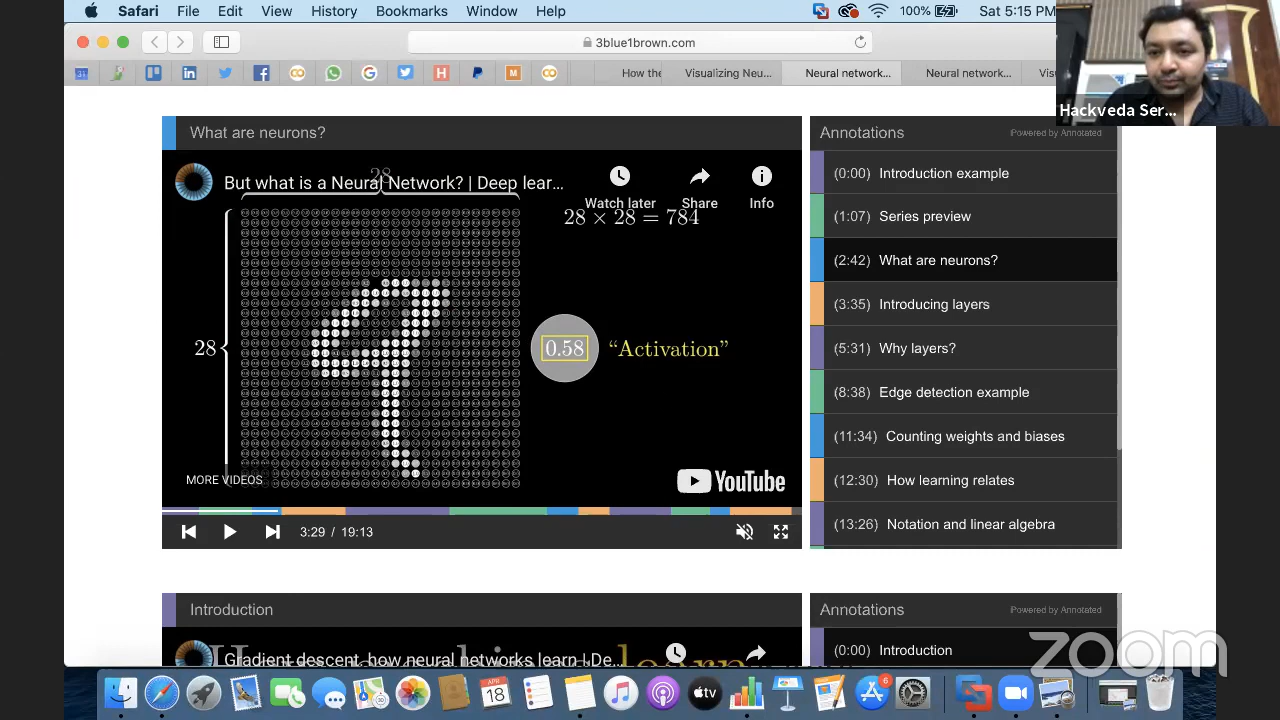 Safari File Edit View History Bookmarks Window Help 100% Sat 5:15 PM
3blue1brown.com
31 How the Visualizing Neu... Neural network... Neural network... Vis
Hackveda Ser...
What are neurons?
But what is a Neural Network? | Deep lear...
Watch later Share Info
28
28 × 28 = 784
28
0.58 “Activation”
MORE VIDEOS
YouTube
3:29 / 19:13
Annotations Powered by Annotated
(0:00) Introduction example
(1:07) Series preview
(2:42) What are neurons?
(3:35) Introducing layers
(5:31) Why layers?
(8:38) Edge detection example
(11:34) Counting weights and biases
(12:30) How learning relates
(13:26) Notation and linear algebra
Introduction
Gradient descent, how neural networks learn | De...
Annotations Powered by Annotated
(0:00) Introduction
zoom
APR
18
tv
6